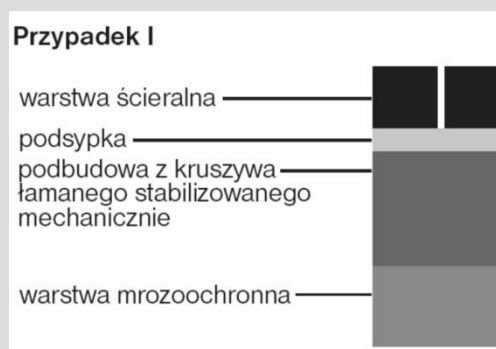 Przypadek I
warstwa ścieralna
podsypka
podbudowa z kruszywa
łamanego stabilizowanego
mechanicznie
warstwa mrozoochronna